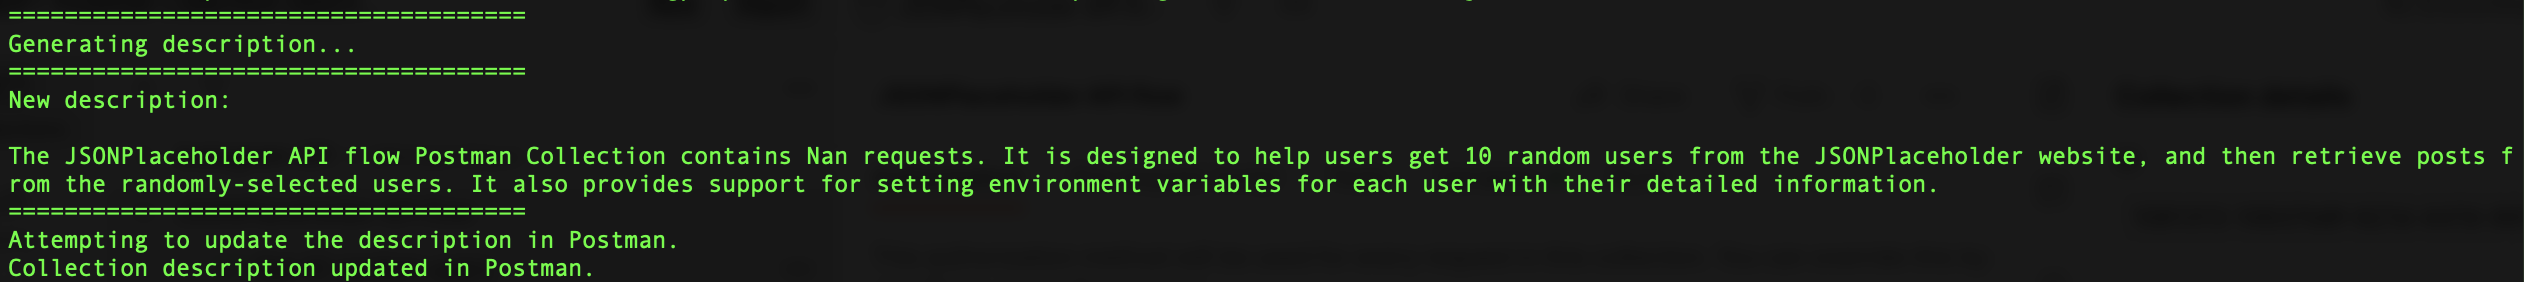 =====================================
Generating description...
=====================================
New description:
The JSONPlaceholder API flow Postman Collection contains Nan requests. It is designed to help users get 10 random users from the JSONPlaceholder website, and then retrieve posts f
rom the randomly-selected users. It also provides support for setting environment variables for each user with their detailed information.
=====================================
Attempting to update the description in Postman.
Collection description updated in Postman.